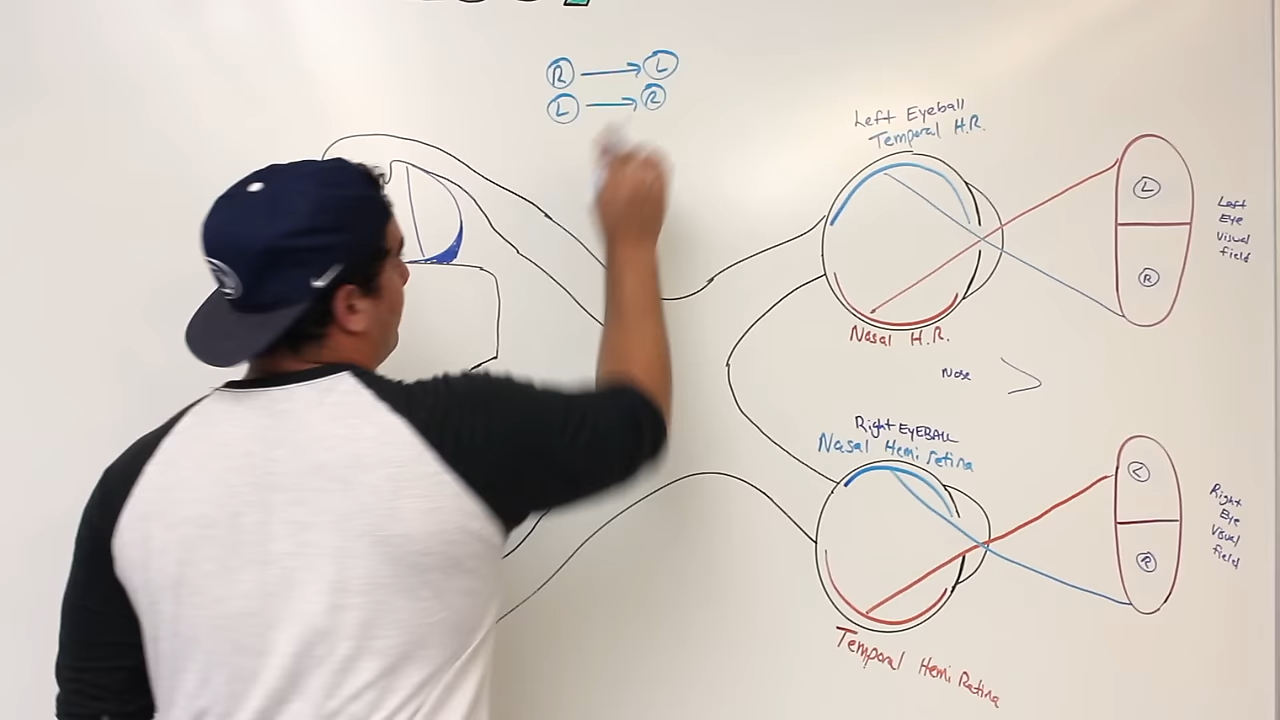 R → L
L → R
Left Eyeball
Temporal H.R.
L
R
Left
Eye
Visual
field
Nasal H.R.
Nose
Right EYEBALL
Nasal Hemi retina
L
R
Right
Eye
Visual
field
Temporal Hemi Retina